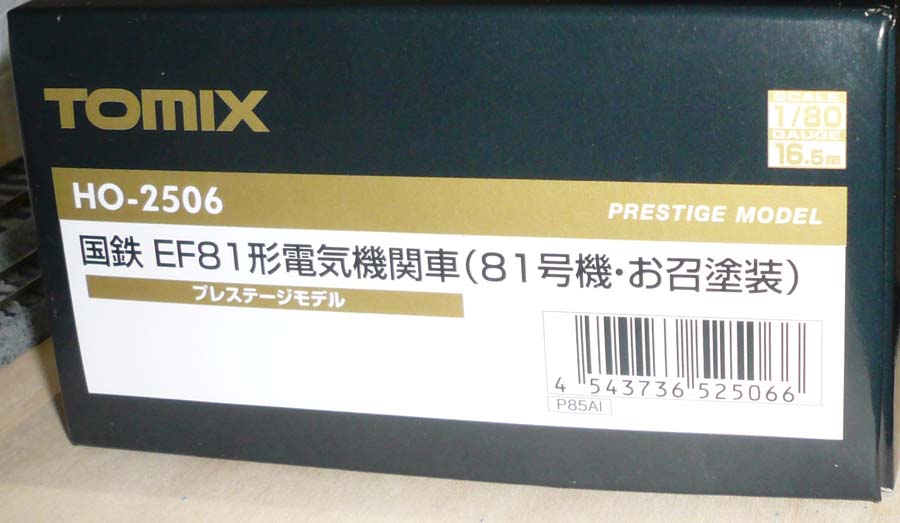 TOMIX
SCALE
1/80
GAUGE
16.5mm
HO-2506
PRESTIGE MODEL
国鉄 EF81形電気機関車(81号機・お召塗装)
プレステージモデル
4 543736 525066
P85AI